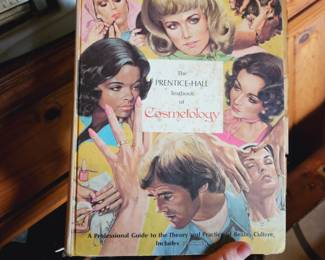 The
PRENTICE-HALL
Textbook
of
Cosmetology
A Professional Guide to the Theory and Practice of Beauty Culture,
Includes